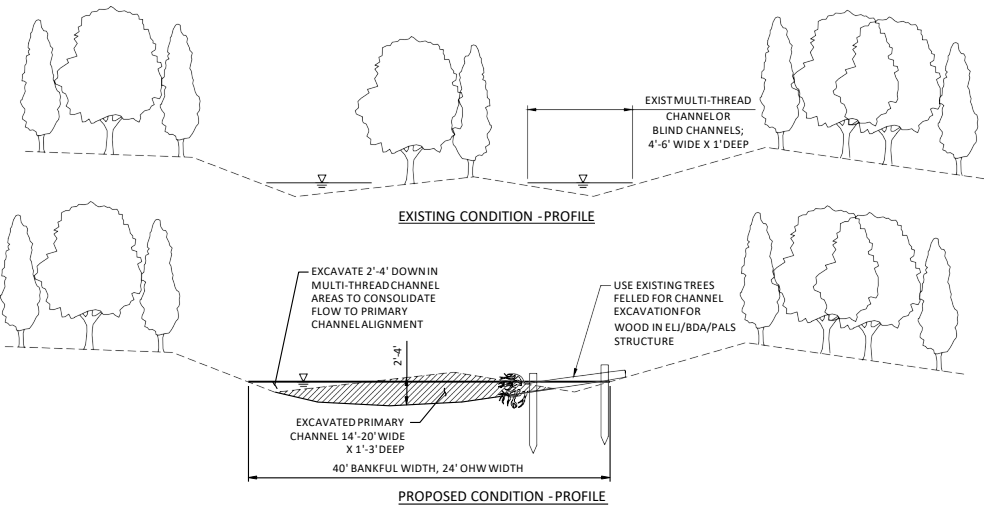 EXIST MULTI-THREAD
CHANNEL OR
BLIND CHANNELS;
4'-6' WIDE X 1' DEEP
EXISTING CONDITION - PROFILE
EXCAVATE 2'-4' DOWN IN
MULTI-THREAD CHANNEL
AREAS TO CONSOLIDATE
FLOW TO PRIMARY
CHANNEL ALIGNMENT
USE EXISTING TREES
FELLED FOR CHANNEL
EXCAVATION FOR
WOOD IN ELJ/BDA/PALS
STRUCTURE
2'-4'
EXCAVATED PRIMARY
CHANNEL 14'-20' WIDE
X 1'-3' DEEP
40' BANKFUL WIDTH, 24' OHW WIDTH
PROPOSED CONDITION - PROFILE